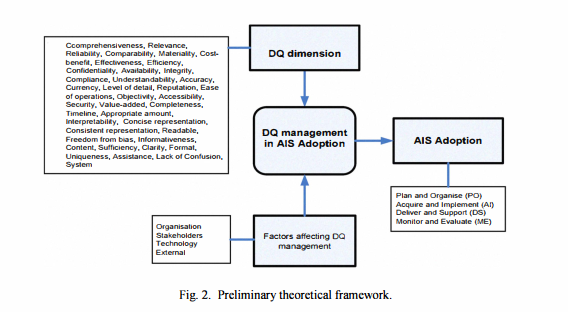 Ccomprehensiveness, Relevance,
Reliability, Comparability, Materiality, Cost-
benefit, Effectiveness, Efficiency,
Confidentiality, Availability, Integrity,
Compliance, Understandability, Accuracy,
Currency, Level of detail, Reputation, Ease
of operations, Objectivity, Accessibility,
Security, Value-added, Completeness,
Timeline, Appropriate amount,
Interpretability, Concise representation,
Consistent representation, Readable,
Freedom from bias, Informativeness,
Content, Sufficiency, Clarity, Format,
Uniqueness, Assistance, Lack of Confusion,
System
DQ dimension
DQ management
in AIS Adoption
AIS Adoption
Plan and Organise (PO)
Acquire and Implement (AI)
Deliver and Support (DS)
Monitor and Evaluate (ME)
Organisation
Stakeholders
Technology
External
Factors affecting DQ
management
Fig. 2. Preliminary theoretical framework.